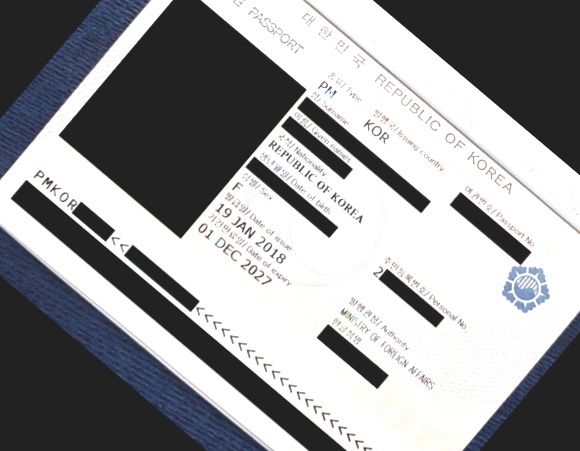 PASSPORT
대한민국 REPUBLIC OF KOREA
종류/Type 발행국/Issuing country 여권번호/Passport No
PM KOR
성/Surname
이름/Given names
국적/Nationality
REPUBLIC OF KOREA
생년월일/Date of birth 주민등록번호/Personal No
2
성별/Sex
F
발급일/Date of issue 발행관청/Authority
19 JAN 2018 MINISTRY OF FOREIGN AFFAIRS
기간만료일/Date of expiry 한글성명
01 DEC 2027
PMKOR <<
<<<<<<<<<<<<<<<<<<